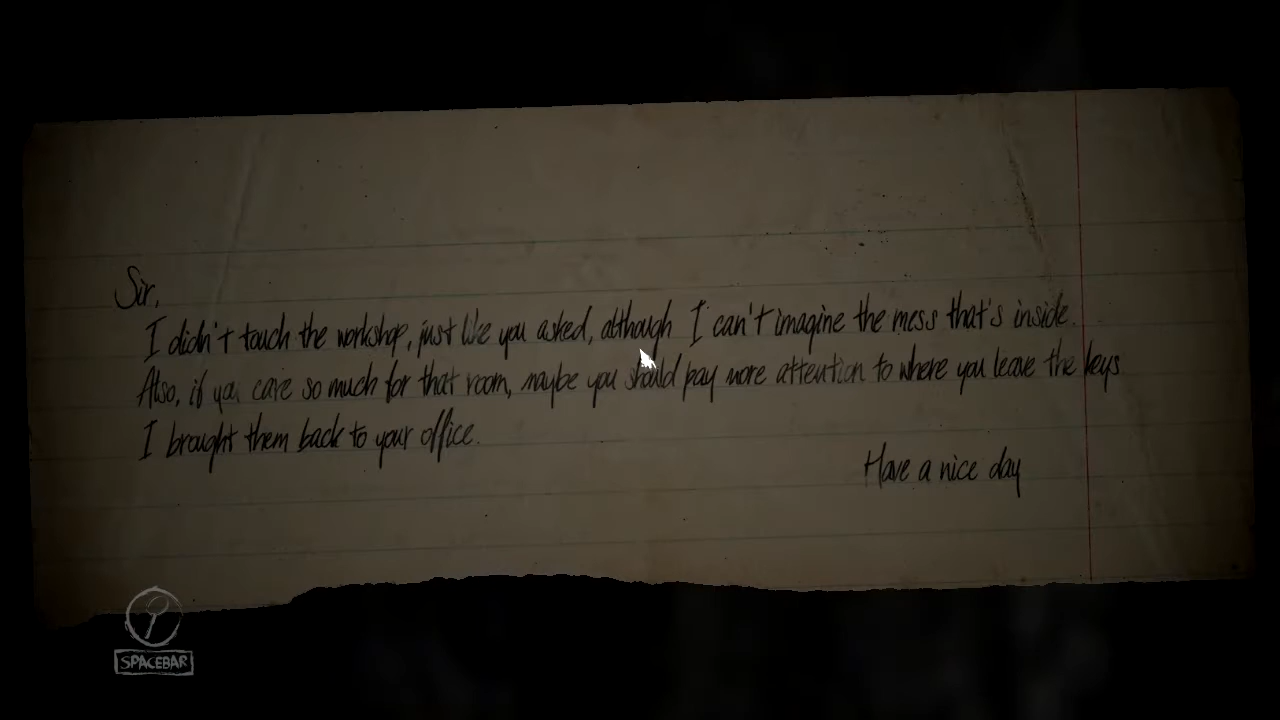 Sir,
I didn't touch the workshop, just like you asked, although I can't imagine the mess that's inside.
Also, if you care so much for that room, maybe you should pay more attention to where you leave the keys
I brought them back to your office.
Have a nice day
SPACEBAR